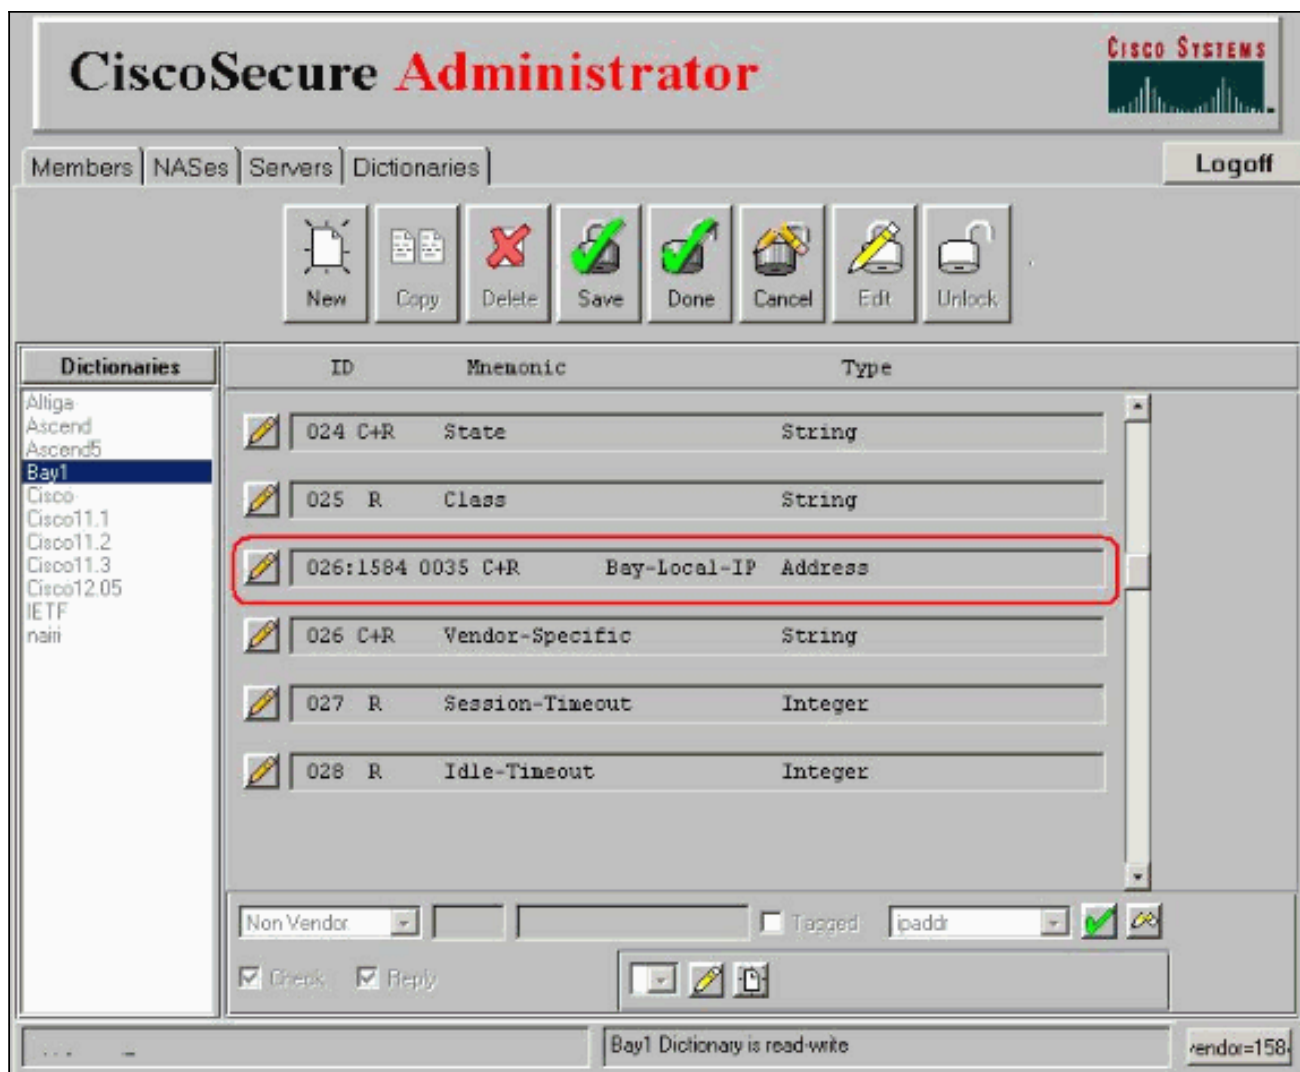 CiscoSecure Administrator
CISCO SYSTEMS
Members NASes Servers Dictionaries
Logoff
New Copy Delete Save Done Cancel Edit Unlock
Dictionaries
ID Mnemonic Type
Altiga
Ascend
Ascend5
Bay1
Cisco
Cisco11.1
Cisco11.2
Cisco11.3
Cisco12.05
IETF
024 C+R State String
025 R Class String
026:1584 0035 C+R Bay-Local-IP Address
026 C+R Vendor-Specific String
027 R Session-Timeout Integer
028 R Idle-Timeout Integer
Non Vendor Tagged ipaddr
Check Reply
Bay1 Dictionary is read-write